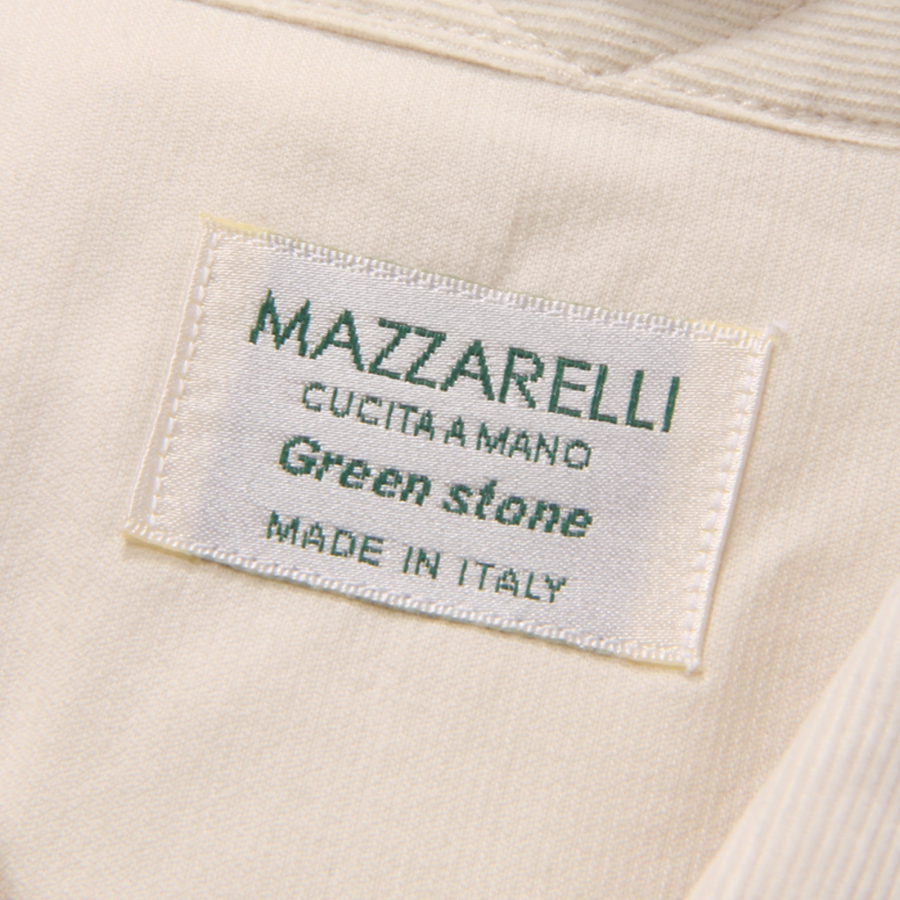 MAZZARELLI
CUCITA A MANO
Green stone
MADE IN ITALY